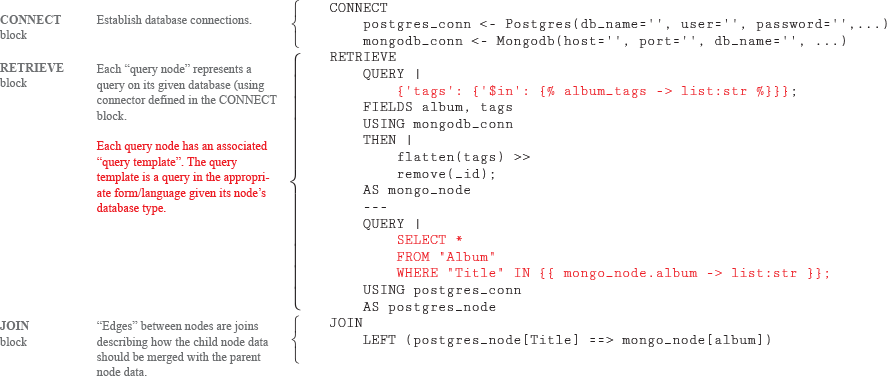 CONNECT
block
Establish database connections.
CONNECT
postgres_conn <- Postgres(db_name='', user='', password='',...)
mongodb_conn <- Mongodb(host='', port='', db_name='', ...)
RETRIEVE
block
Each “query node” represents a
query on its given database (using
connector defined in the CONNECT
block.
Each query node has an associated
“query template”. The query
template is a query in the appropri-
ate form/language given its node’s
database type.
RETRIEVE
QUERY |
{'tags': {'$in': {% album_tags -> list:str %}}};
FIELDS album, tags
USING mongodb_conn
THEN |
flatten(tags) >>
remove(_id);
AS mongo_node
---
QUERY |
SELECT *
FROM "Album"
WHERE "Title" IN {{ mongo_node.album -> list:str }};
USING postgres_conn
AS postgres_node
JOIN
block
“Edges” between nodes are joins
describing how the child node data
should be merged with the parent
node data.
JOIN
LEFT (postgres_node[Title] ==> mongo_node[album])